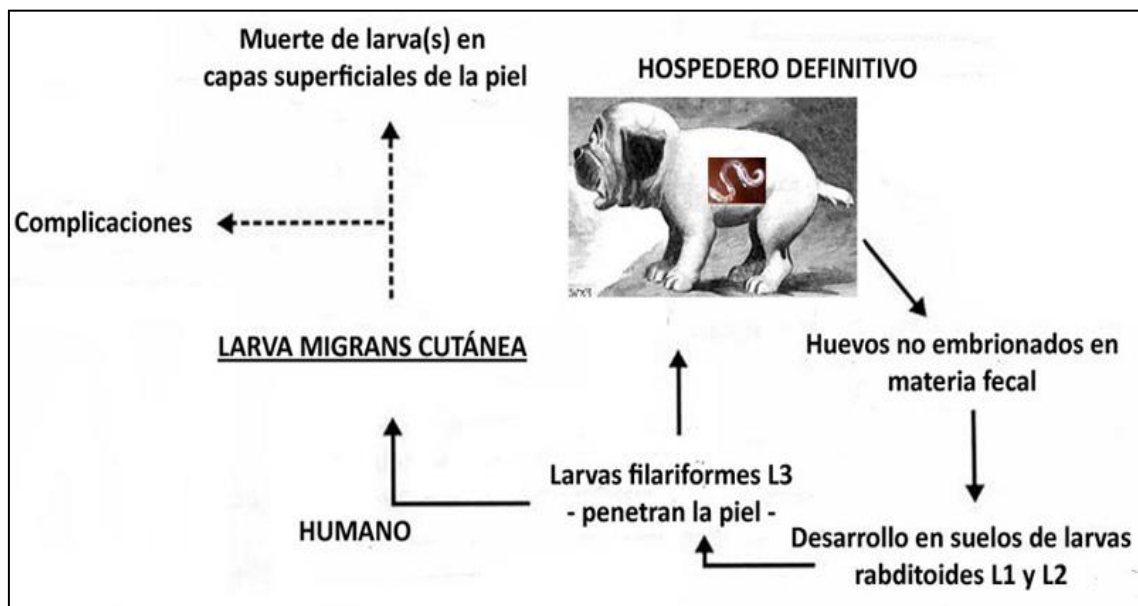 Muerte de larva(s) en
capas superficiales de la piel
HOSPEDERO DEFINITIVO
Complicaciones
LARVA MIGRANS CUTÁNEA
Huevos no embrionados en
materia fecal
Larvas filariformes L3
- penetran la piel -
HUMANO
Desarrollo en suelos de larvas
rabditoides L1 y L2